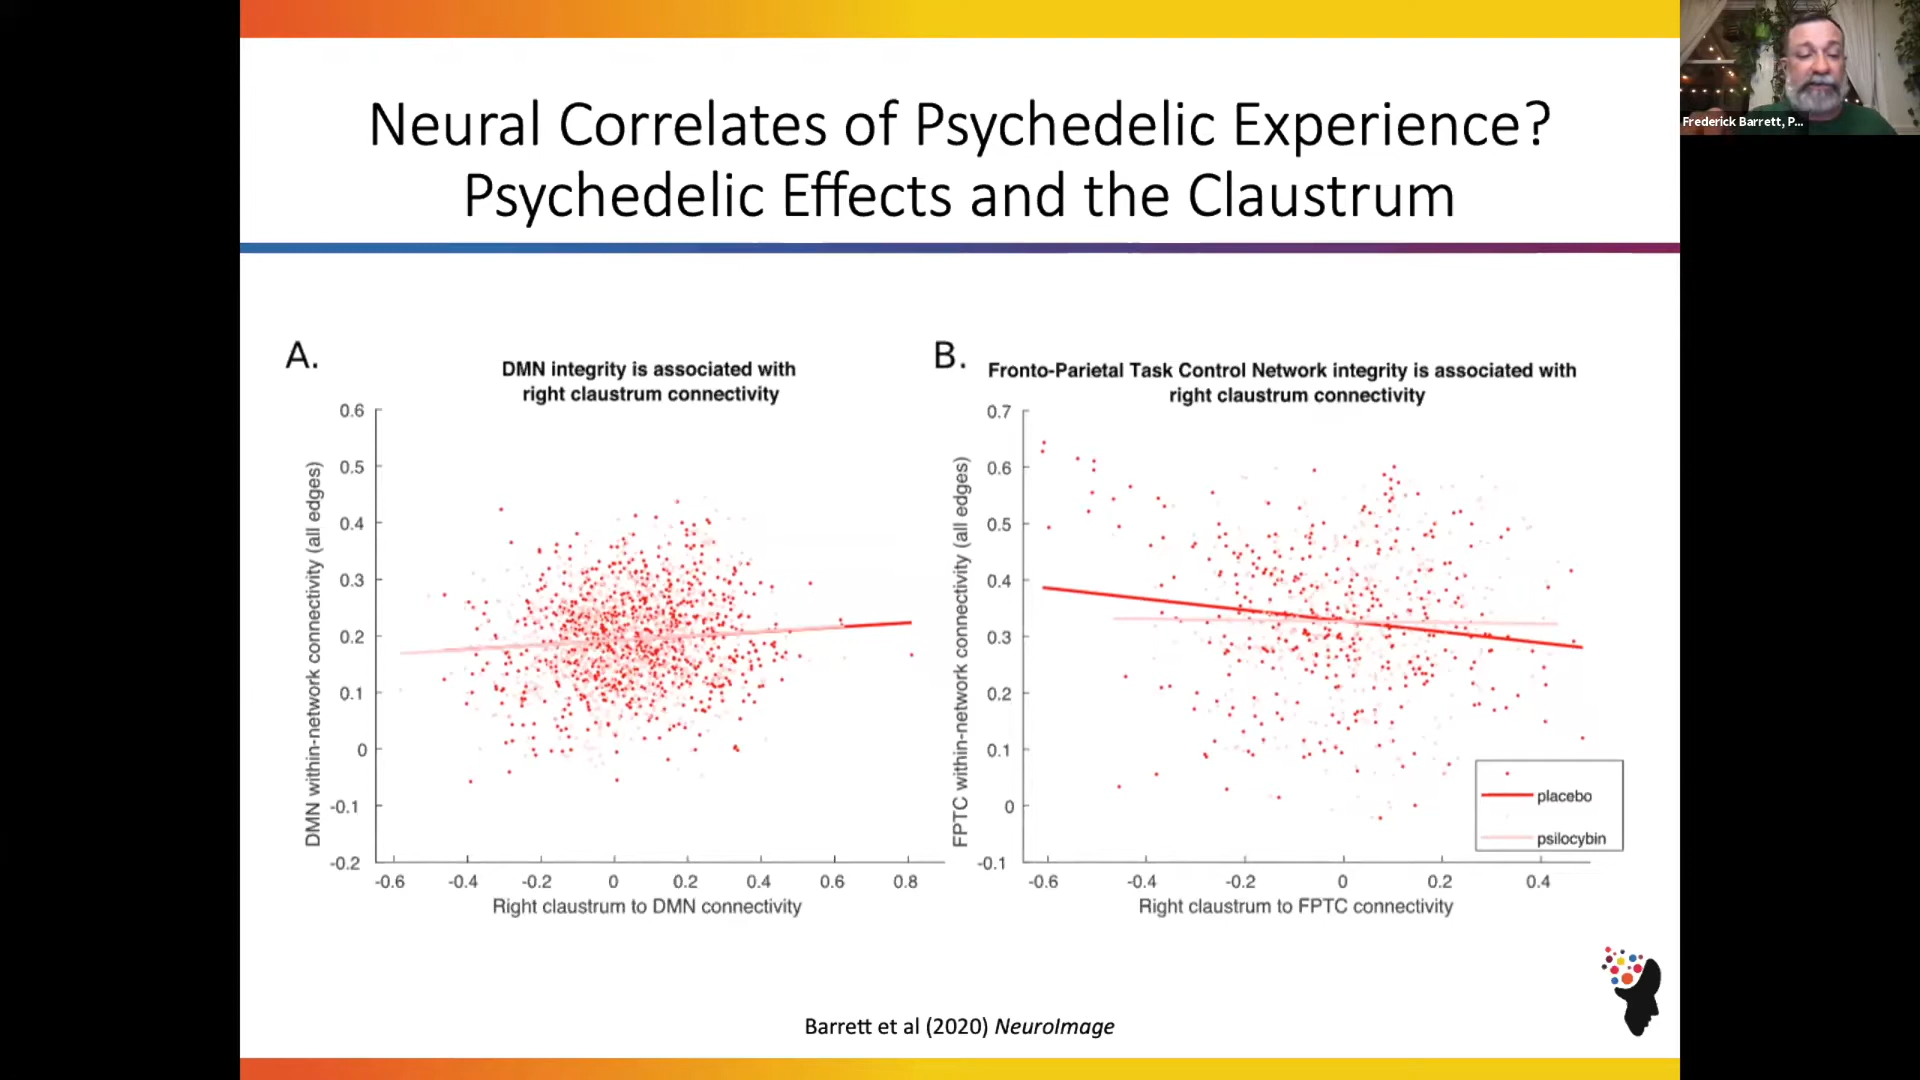 Neural Correlates of Psychedelic Experience?
Psychedelic Effects and the Claustrum
Frederick Barrett, P...
A.
DMN integrity is associated with
right claustrum connectivity
DMN within-network connectivity (all edges)
0.6
0.5
0.4
0.3
0.2
0.1
0
-0.1
-0.2
-0.6 -0.4 -0.2 0 0.2 0.4 0.6 0.8
Right claustrum to DMN connectivity
B.
Fronto-Parietal Task Control Network integrity is associated with
right claustrum connectivity
FPTC within-network connectivity (all edges)
0.7
0.6
0.5
0.4
0.3
0.2
0.1
0
-0.1
-0.6 -0.4 -0.2 0 0.2 0.4
Right claustrum to FPTC connectivity
placebo
psilocybin
Barrett et al (2020) NeuroImage